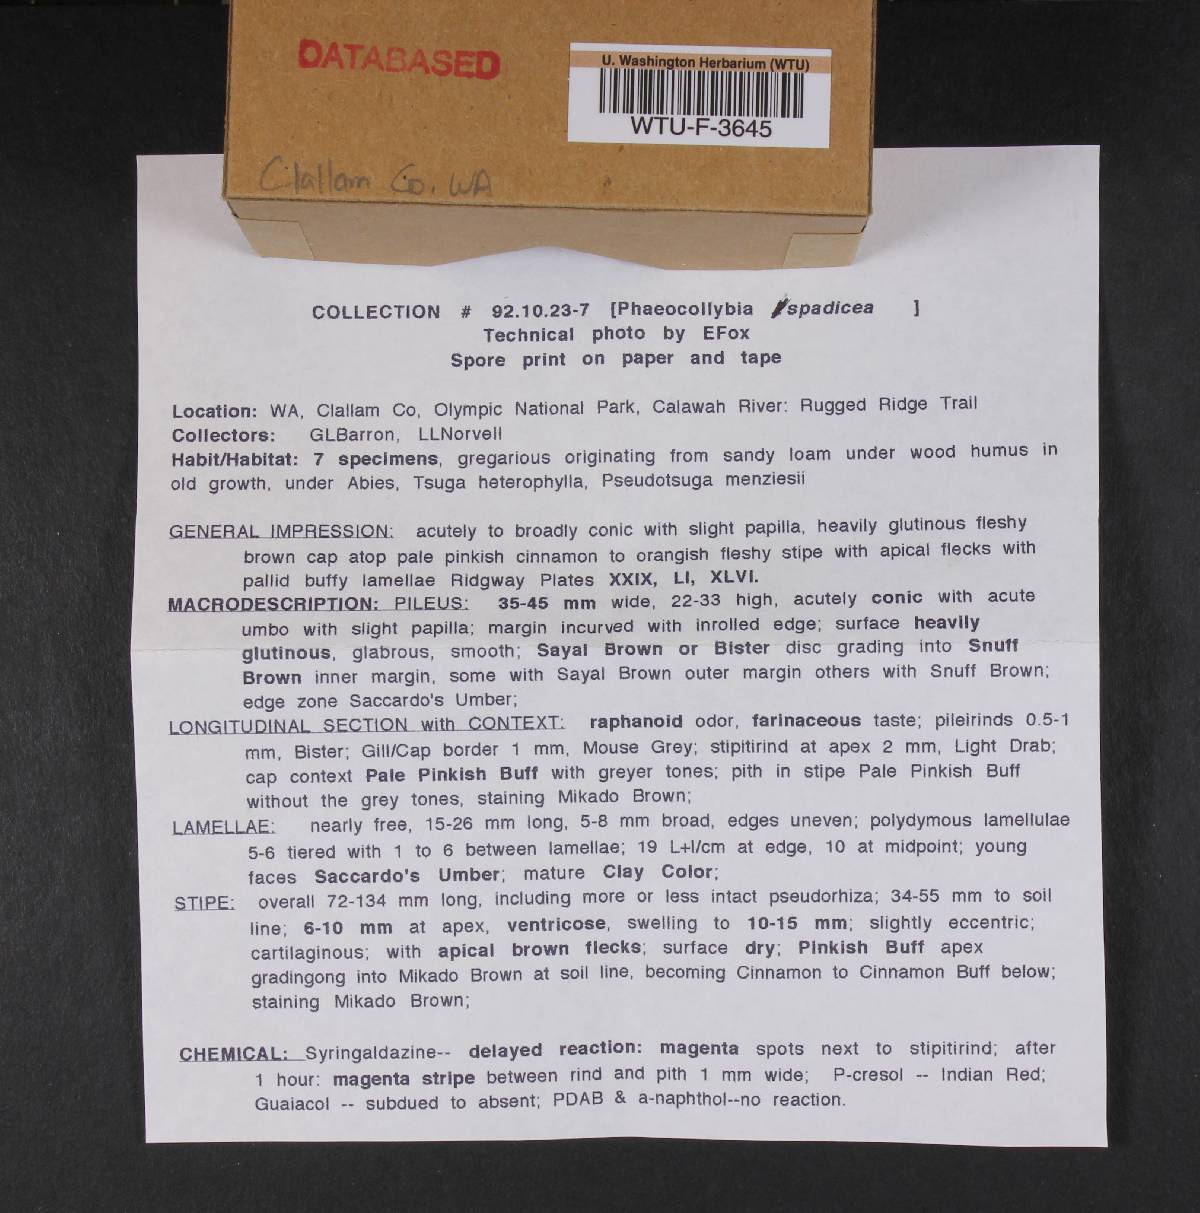 DATABASED
U. Washington Herbarium (WTU)
WTU-F-3645
Clallam Co. WA
COLLECTION # 92.10.23-7 [Phaeocollybia spadicea ]
Technical photo by EFox
Spore print on paper and tape
Location: WA, Clallam Co, Olympic National Park, Calawah River: Rugged Ridge Trail
Collectors: GLBarron, LLNorvell
Habit/Habitat: 7 specimens, gregarious originating from sandy loam under wood humus in
old growth, under Abies, Tsuga heterophylla, Pseudotsuga menziesii
GENERAL IMPRESSION: acutely to broadly conic with slight papilla, heavily glutinous fleshy
brown cap atop pale pinkish cinnamon to orangish fleshy stipe with apical flecks with
pallid buffy lamellae Ridgway Plates XXIX, LI, XLVI.
MACRODESCRIPTION: PILEUS: 35-45 mm wide, 22-33 high, acutely conic with acute
umbo with slight papilla; margin incurved with inrolled edge; surface heavily
glutinous, glabrous, smooth; Sayal Brown or Bister disc grading into Snuff
Brown inner margin, some with Sayal Brown outer margin others with Snuff Brown;
edge zone Saccardo's Umber;
LONGITUDINAL SECTION with CONTEXT: raphanoid odor, farinaceous taste; pileirinds 0.5-1
mm, Bister; Gill/Cap border 1 mm, Mouse Grey; stipitirind at apex 2 mm, Light Drab;
cap context Pale Pinkish Buff with greyer tones; pith in stipe Pale Pinkish Buff
without the grey tones, staining Mikado Brown;
LAMELLAE: nearly free, 15-26 mm long, 5-8 mm broad, edges uneven; polydymous lamellulae
5-6 tiered with 1 to 6 between lamellae; 19 L+l/cm at edge, 10 at midpoint; young
faces Saccardo's Umber; mature Clay Color;
STIPE: overall 72-134 mm long, including more or less intact pseudorhiza; 34-55 mm to soil
line; 6-10 mm at apex, ventricose, swelling to 10-15 mm; slightly eccentric;
cartilaginous; with apical brown flecks; surface dry; Pinkish Buff apex
gradingong into Mikado Brown at soil line, becoming Cinnamon to Cinnamon Buff below;
staining Mikado Brown;
CHEMICAL: Syringaldazine-- delayed reaction: magenta spots next to stipitirind; after
1 hour: magenta stripe between rind and pith 1 mm wide; P-cresol -- Indian Red;
Guaiacol -- subdued to absent; PDAB & a-naphthol--no reaction.